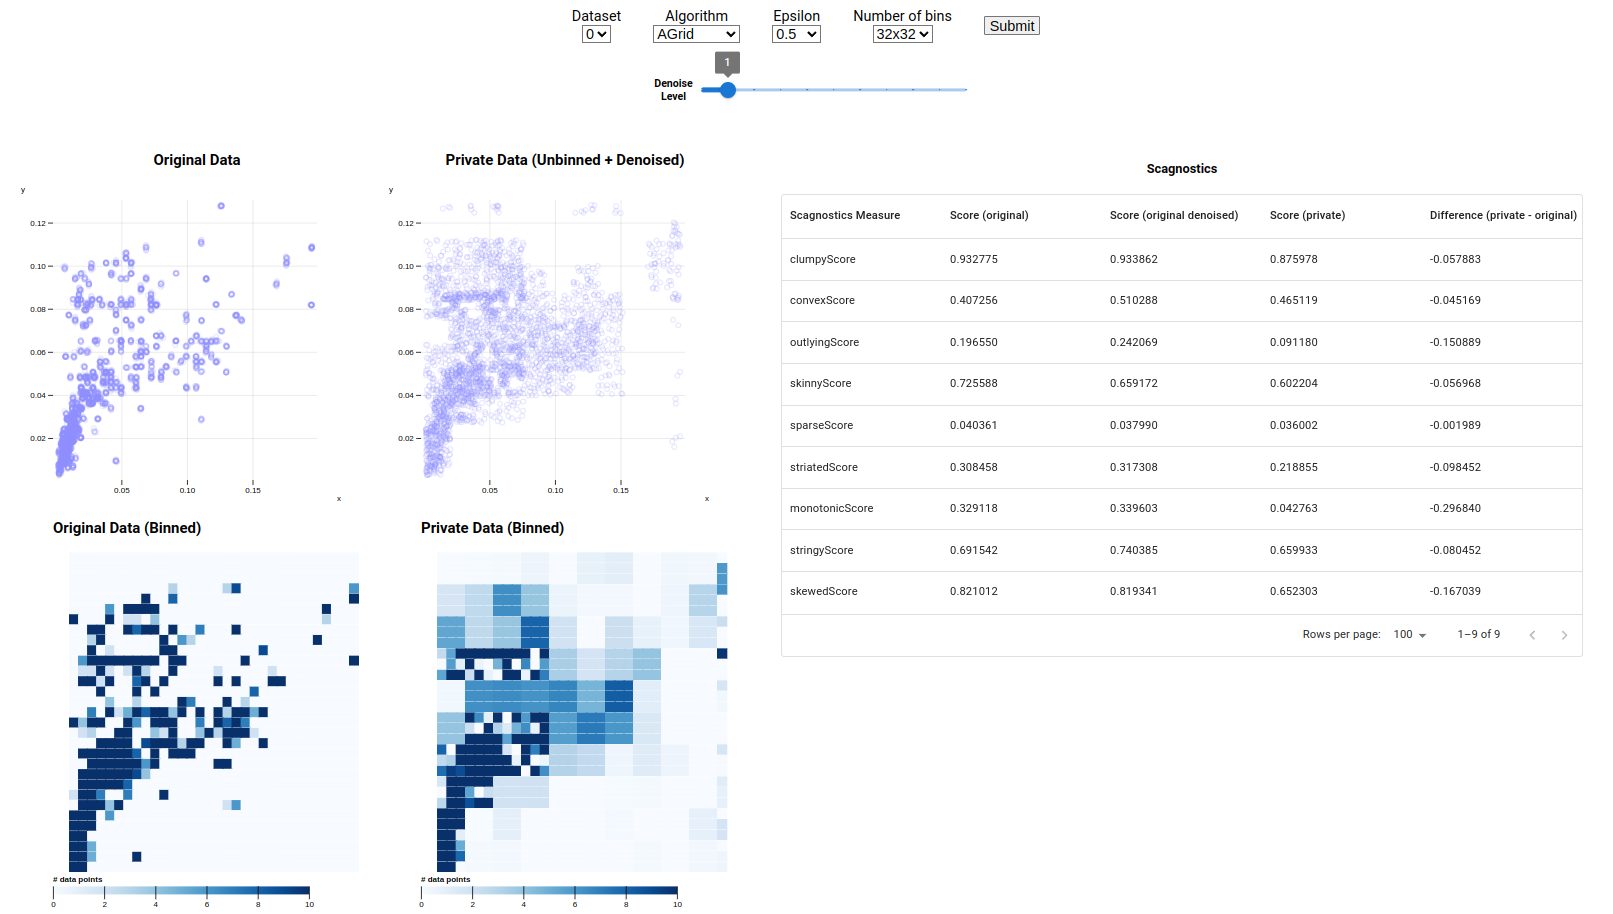 Dataset Algorithm Epsilon Number of bins
0 AGrid 0.5 32x32 Submit
1
Denoise
Level
Original Data
y
0.12
0.10
0.08
0.06
0.04
0.02
0.05 0.10 0.15
x
Private Data (Unbinned + Denoised)
y
0.12
0.10
0.08
0.06
0.04
0.02
0.05 0.10 0.15
x
Scagnostics
Scagnostics Measure Score (original) Score (original denoised) Score (private) Difference (private - original)
clumpyScore 0.932775 0.933862 0.875978 -0.057883
convexScore 0.407256 0.510288 0.465119 -0.045169
outlyingScore 0.196550 0.242069 0.091180 -0.150889
skinnyScore 0.725588 0.659172 0.602204 -0.056968
sparseScore 0.040361 0.037990 0.036002 -0.001989
striatedScore 0.308458 0.317308 0.218855 -0.098452
monotonicScore 0.329118 0.339603 0.042763 -0.296840
stringyScore 0.691542 0.740385 0.659933 -0.080452
skewedScore 0.821012 0.819341 0.652303 -0.167039
Rows per page: 100 1–9 of 9
Original Data (Binned)
# data points
0 2 4 6 8 10
Private Data (Binned)
# data points
0 2 4 6 8 10